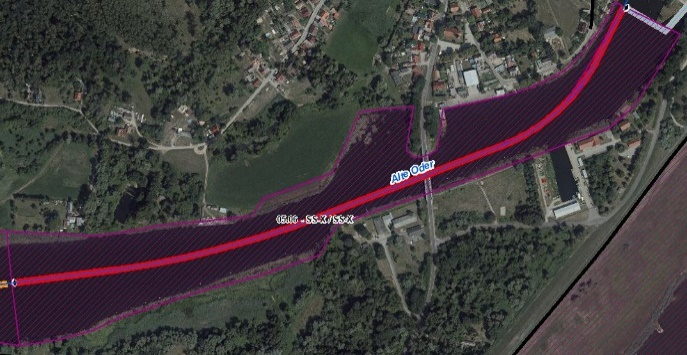 Alte Oder
05.06 - SS-X / SS-X